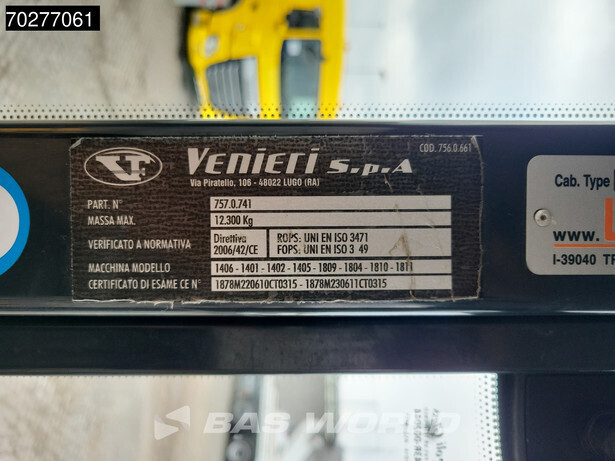 70277061
VF
VENIERI S.p.A
COD. 756.0.661
Via Piratello, 106 - 48022 LUGO (RA)
PART. N° 757.0.741
MASSA MAX. 12.300 Kg
VERIFICATO A NORMATIVA Direttiva 2006/42/CE ROPS: UNI EN ISO 3471
FOPS: UNI EN ISO 3 49
MACCHINA MODELLO 1406 - 1401 - 1402 - 1405 - 1809 - 1804 - 1810 - 1811
CERTIFICATO DI ESAME CE N° 1878M220610CT0315 - 1878M230611CT0315
Cab. Type
I-39040 TR
BAS WORLD